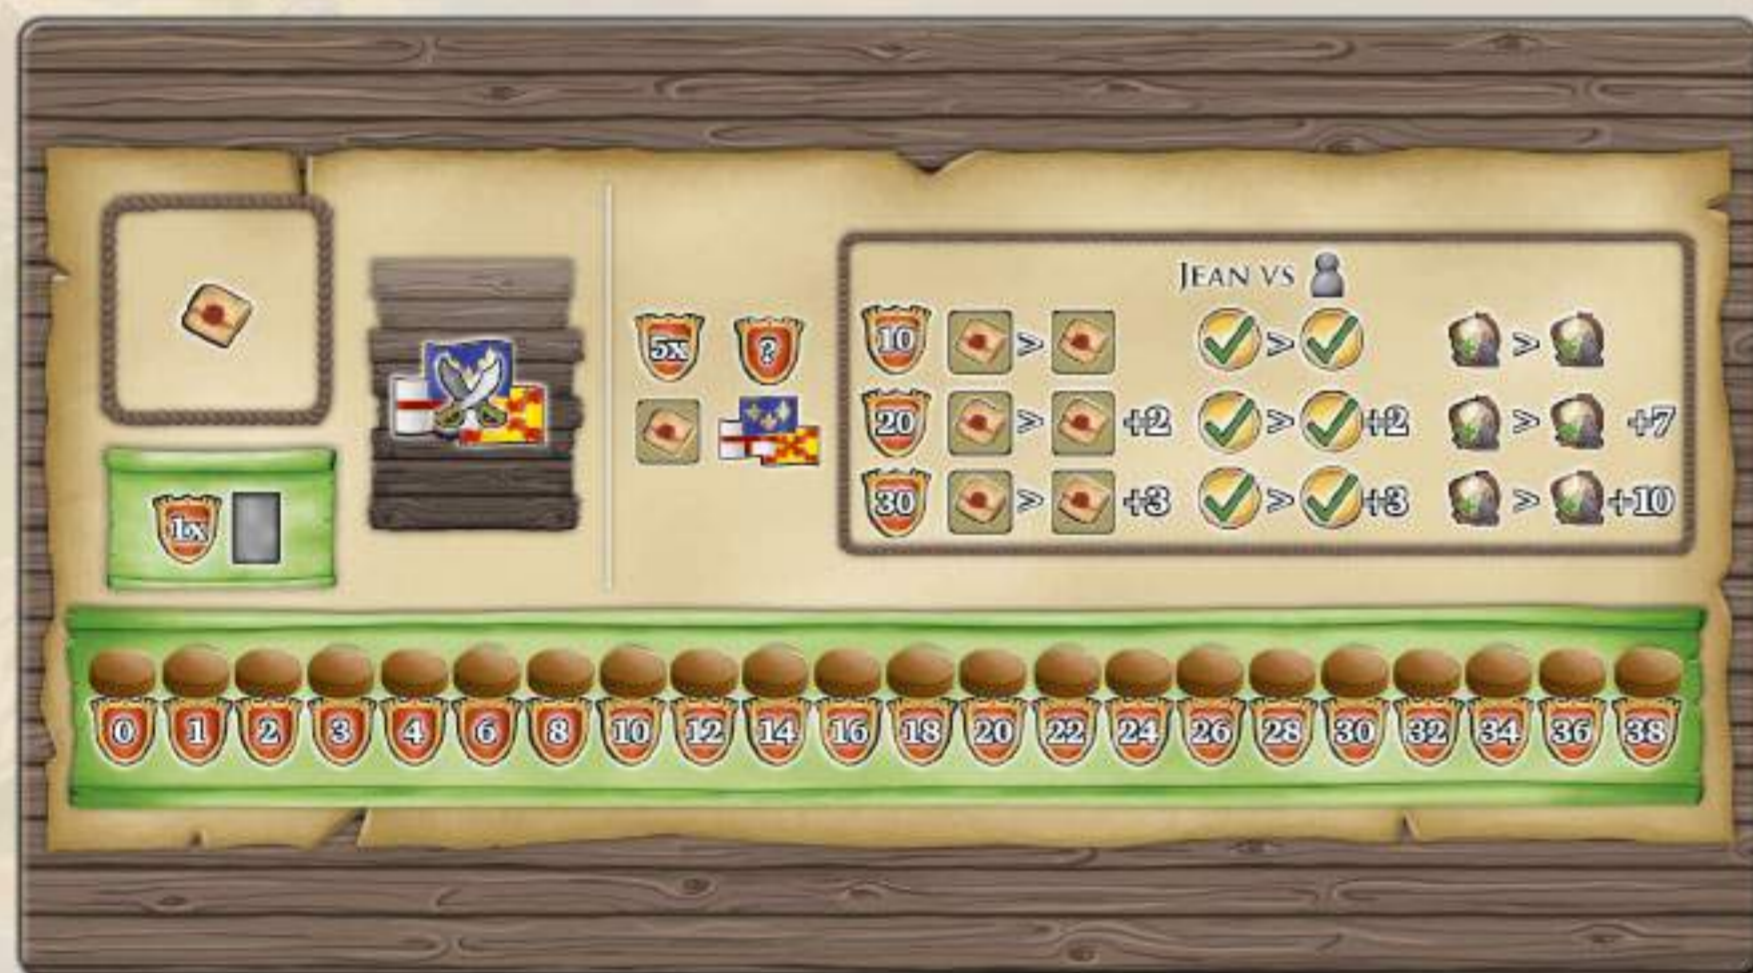 JEAN VS
5x ? 10 > > >
20 > +2 > +2 > +7
30 > +3 > +3 > +10
1x
0 1 2 3 4 6 8 10 12 14 16 18 20 22 24 26 28 30 32 34 36 38